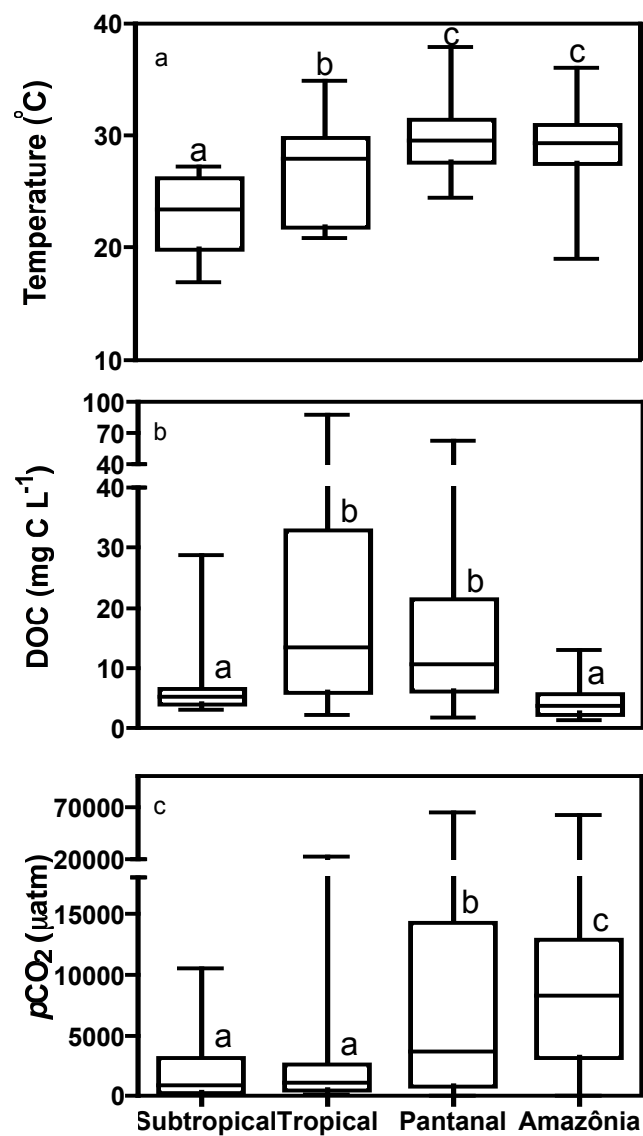 40
30
20
10
Temperature (°C)
a
a
b
c
c
100
70
40
40
30
20
10
0
DOC (mg C L⁻¹)
b
a
b
b
a
70000
20000
15000
10000
5000
0
pCO₂ (µatm)
c
a
a
b
c
Subtropical Tropical Pantanal Amazônia